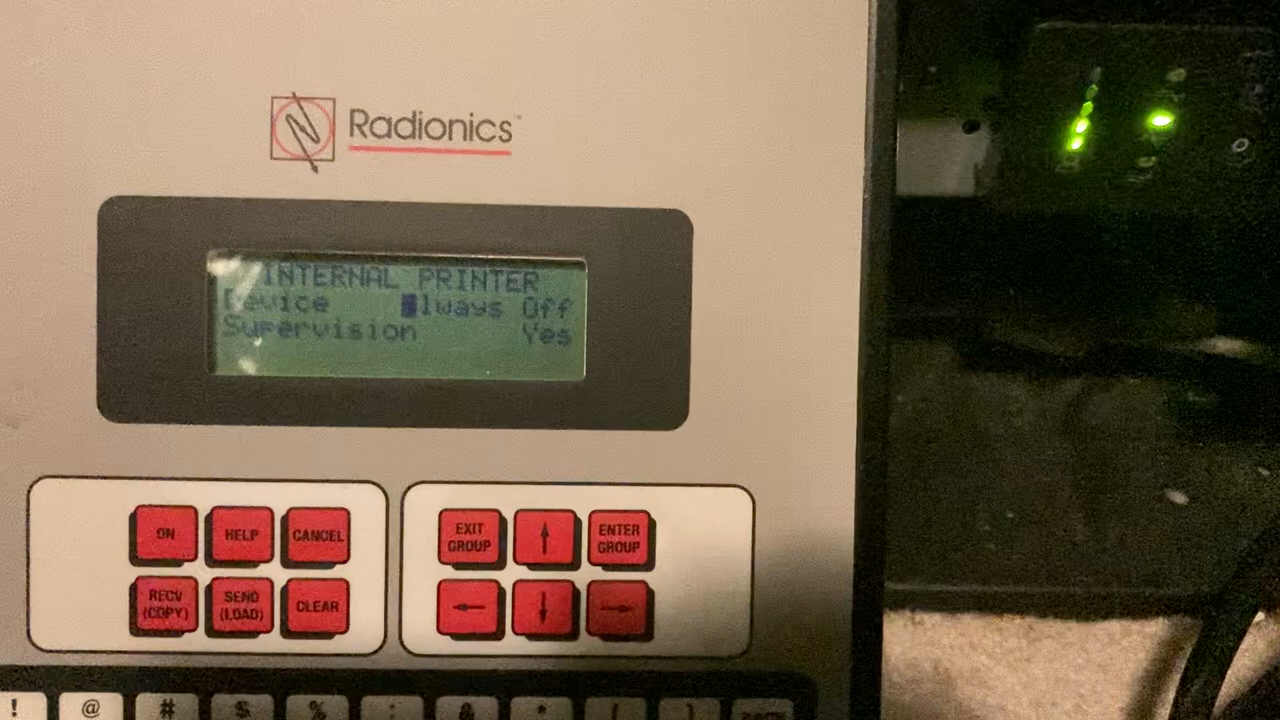 Radionics™
INTERNAL PRINTER
Device Always Off
Supervision Yes
ON HELP CANCEL
RECV (COPY) SEND (LOAD) CLEAR
EXIT GROUP ↑ ENTER GROUP
← ↓ →
! @ # $ % : & * ( )